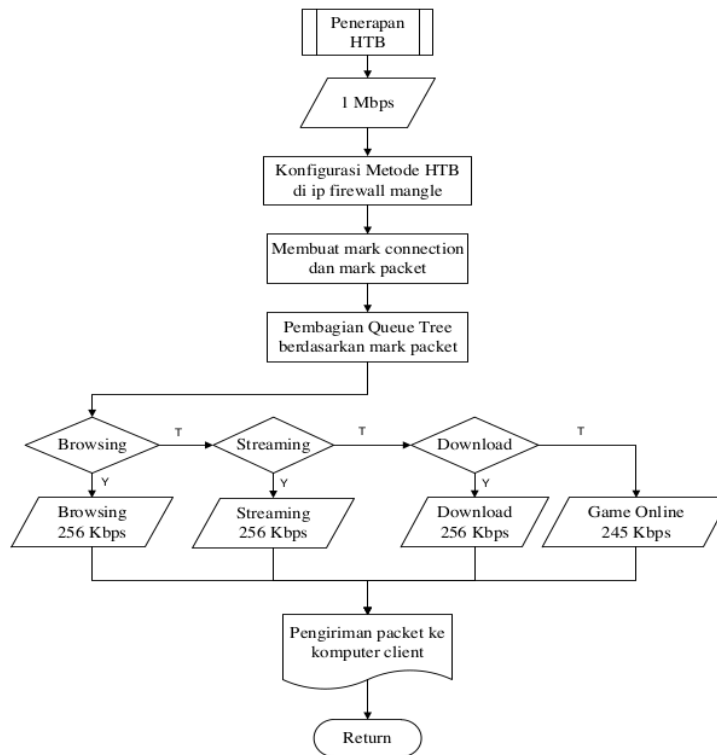 Penerapan
HTB
1 Mbps
Konfigurasi Metode HTB
di ip firewall mangle
Membuat mark connection
dan mark packet
Pembagian Queue Tree
berdasarkan mark packet
Browsing
T
Streaming
T
Download
T
Y
Y
Y
Browsing
256 Kbps
Streaming
256 Kbps
Download
256 Kbps
Game Online
245 Kbps
Pengiriman packet ke
komputer client
Return